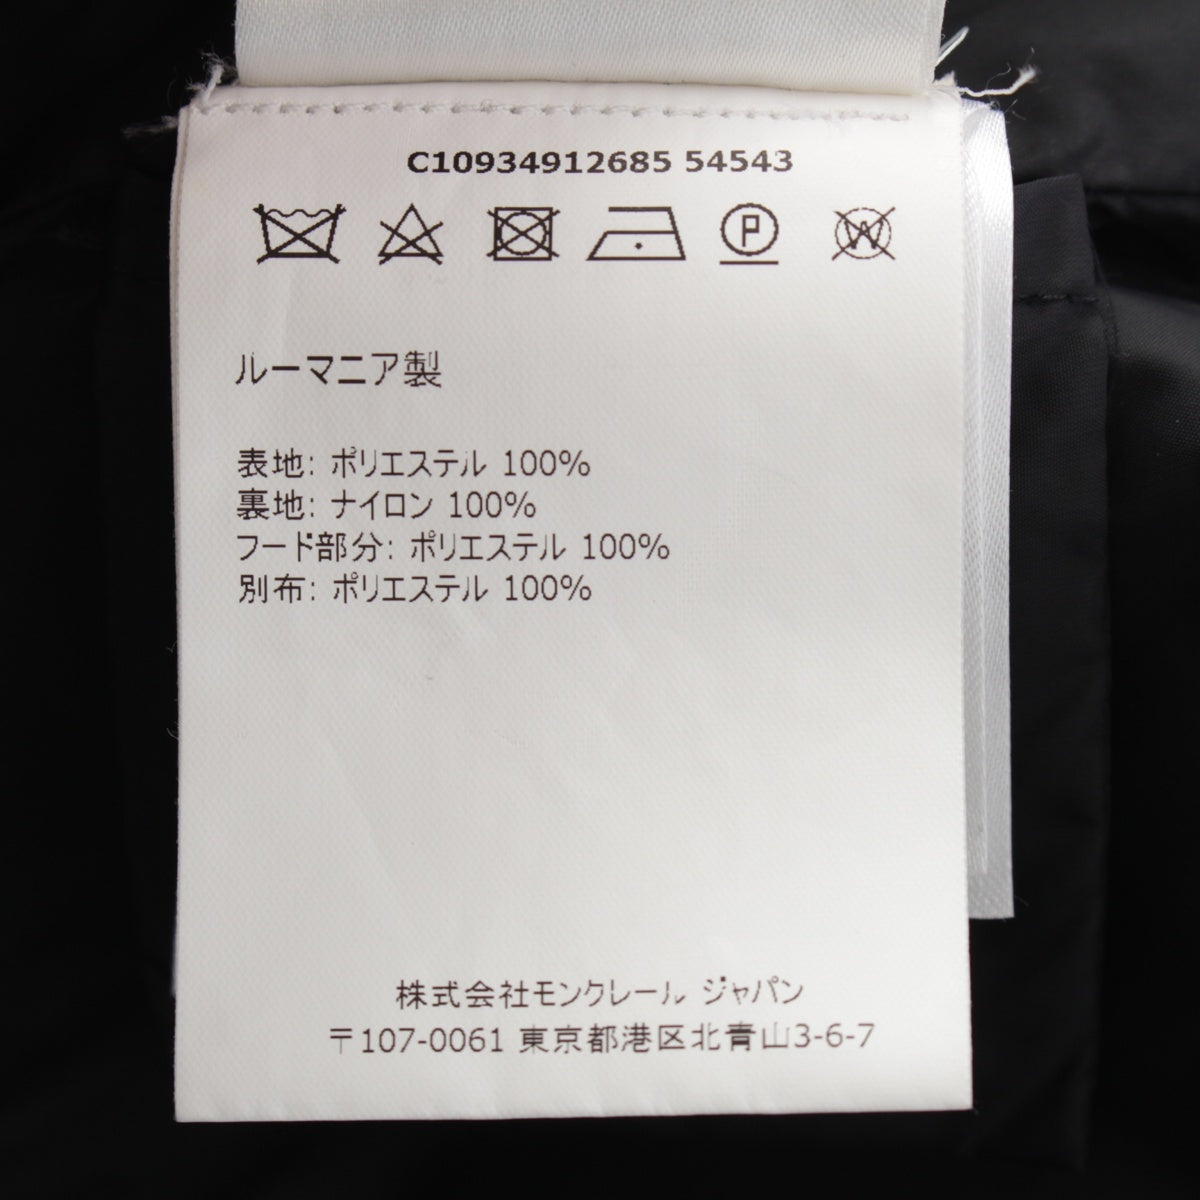 C10934912685 54543
P
W
ルーマニア製
表地: ポリエステル 100%
裏地: ナイロン 100%
フード部分: ポリエステル 100%
別布: ポリエステル 100%
株式会社モンクレール ジャパン
〒107-0061 東京都港区北青山3-6-7